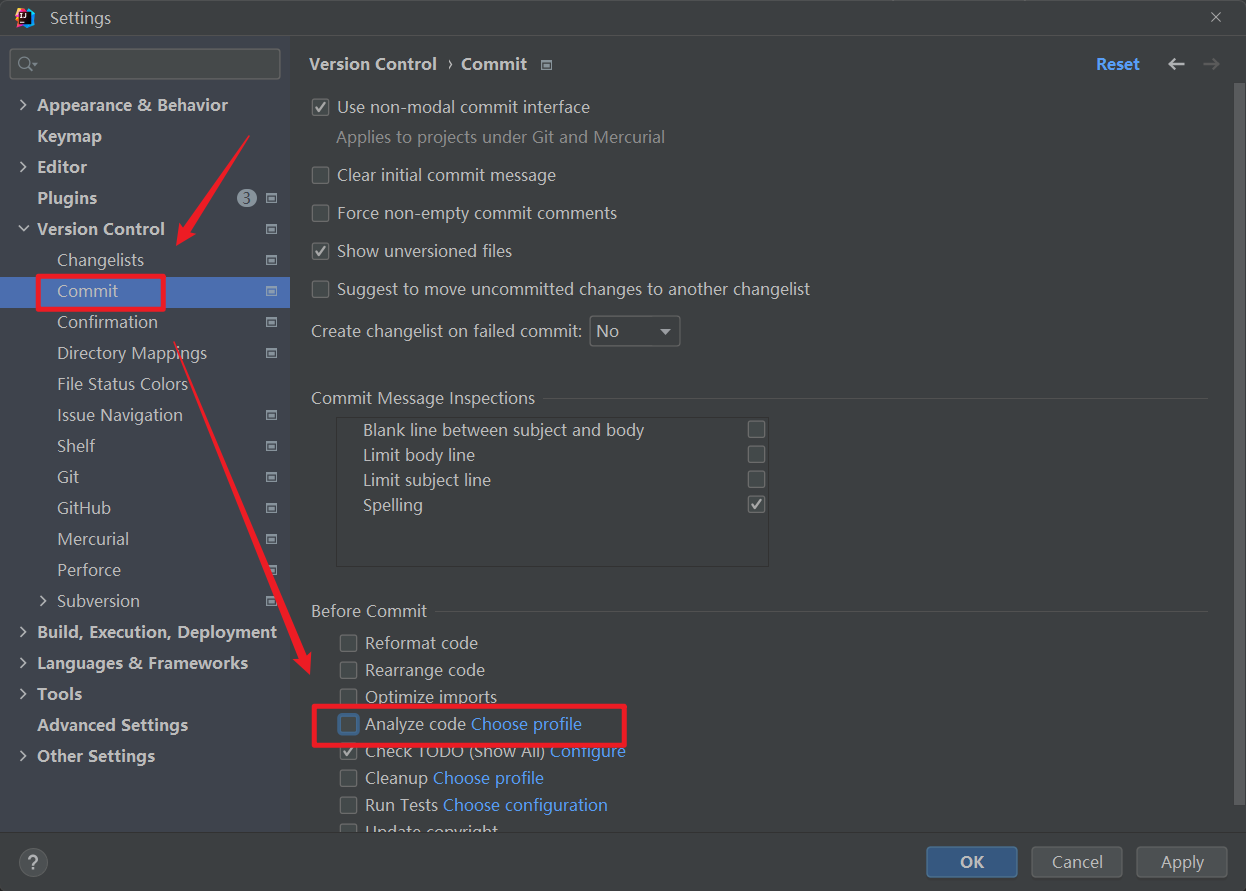 Settings
Appearance & Behavior
Keymap
Editor
Plugins 3
Version Control
Changelists
Commit
Confirmation
Directory Mappings
File Status Colors
Issue Navigation
Shelf
Git
GitHub
Mercurial
Perforce
Subversion
Build, Execution, Deployment
Languages & Frameworks
Tools
Advanced Settings
Other Settings
Version Control › Commit
Reset
Use non-modal commit interface
Applies to projects under Git and Mercurial
Clear initial commit message
Force non-empty commit comments
Show unversioned files
Suggest to move uncommitted changes to another changelist
Create changelist on failed commit: No
Commit Message Inspections
Blank line between subject and body
Limit body line
Limit subject line
Spelling
Before Commit
Reformat code
Rearrange code
Optimize imports
Analyze code Choose profile
Check TODO (Show All) Configure
Cleanup Choose profile
Run Tests Choose configuration
Update copyright
?
OK
Cancel
Apply